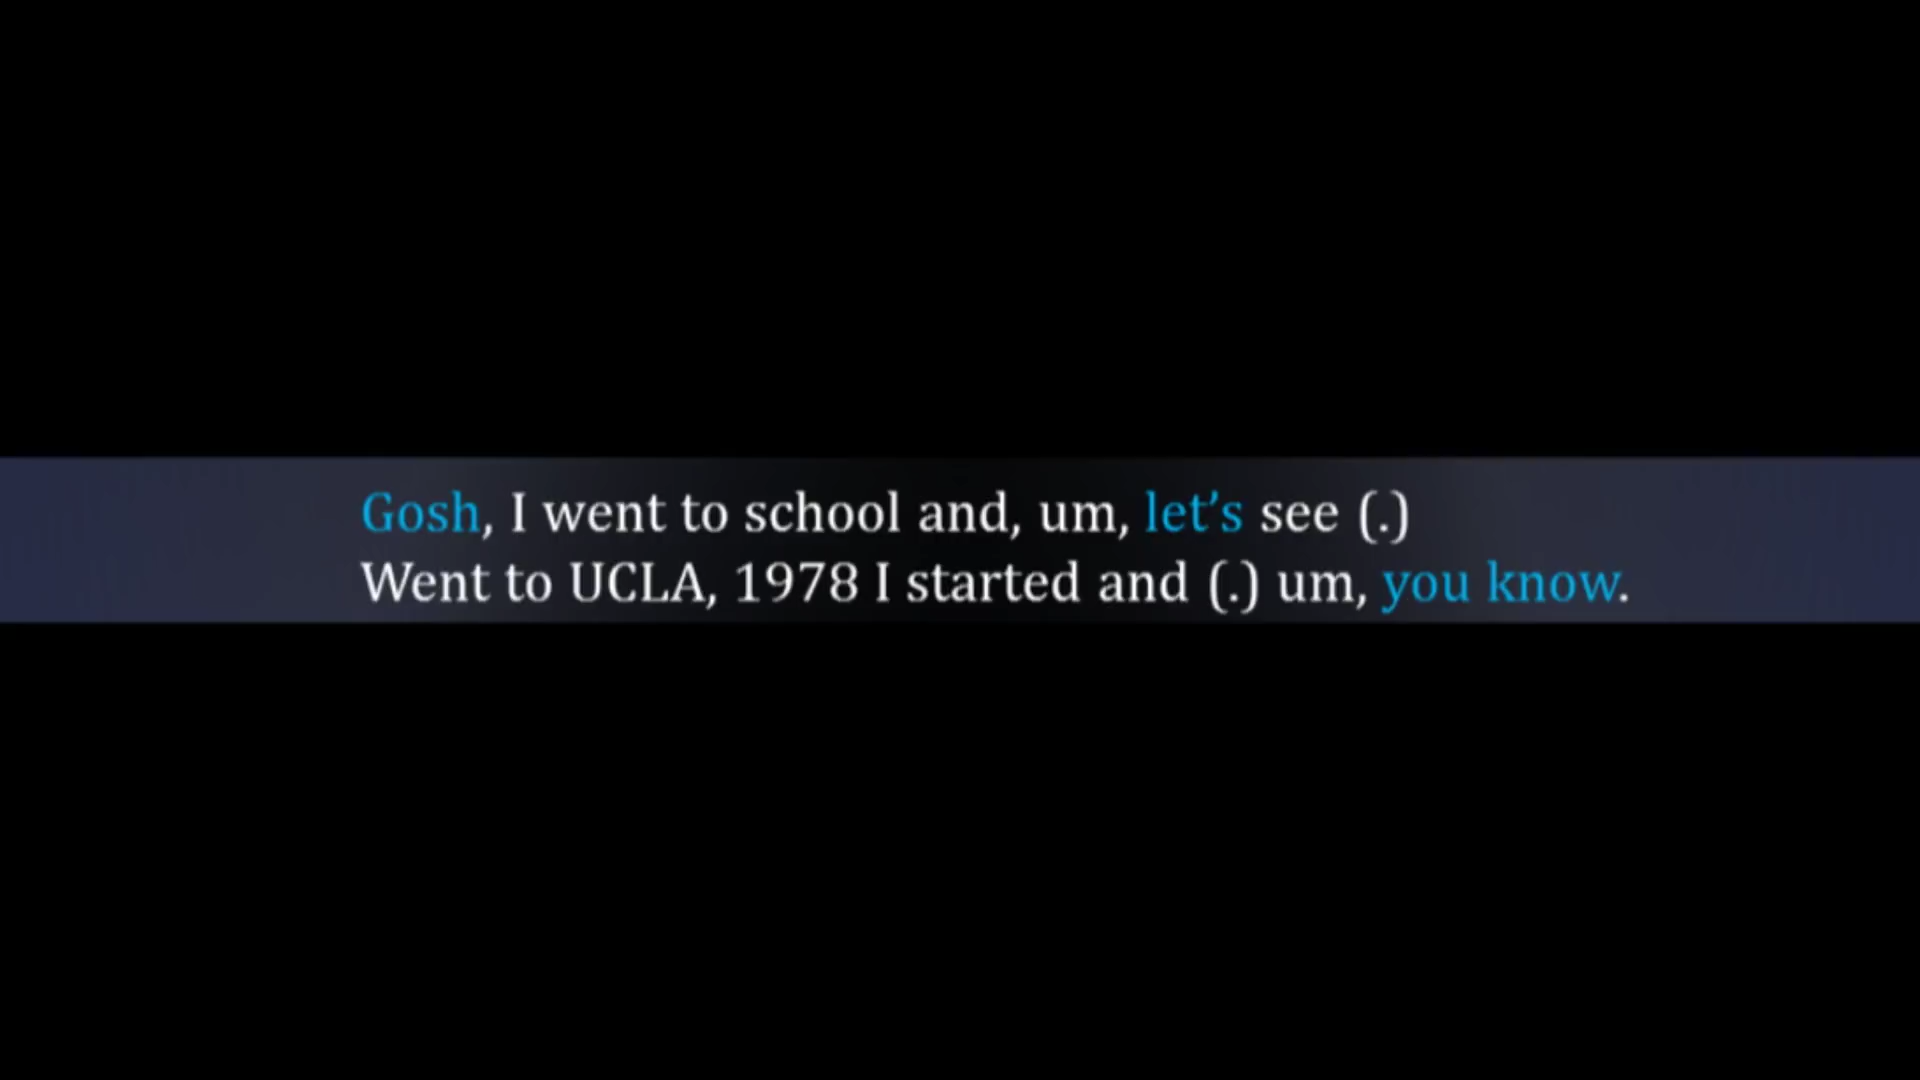 Gosh, I went to school and, um, let’s see (.)
Went to UCLA, 1978 I started and (.) um, you know.